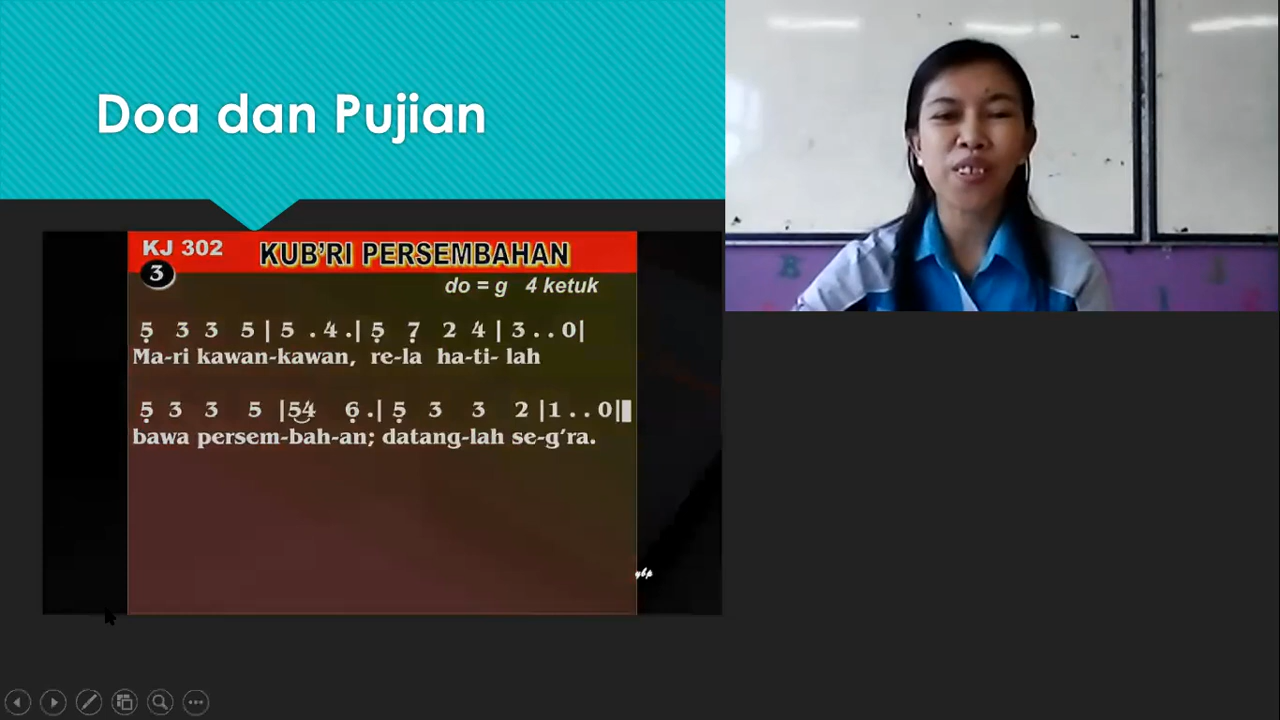 Doa dan Pujian
KJ 302
KUB'RI PERSEMBAHAN
3
do = g 4 ketuk
5̣ 3 3 5 | 5 . 4 . | 5̣ 7̣ 2 4 | 3 . . 0 |
Ma-ri kawan-kawan, re-la ha-ti- lah
5̣ 3 3 5 | 54 6̣ . | 5̣ 3 3 2 | 1 . . 0 ||
bawa persem-bah-an; datang-lah se-g'ra.